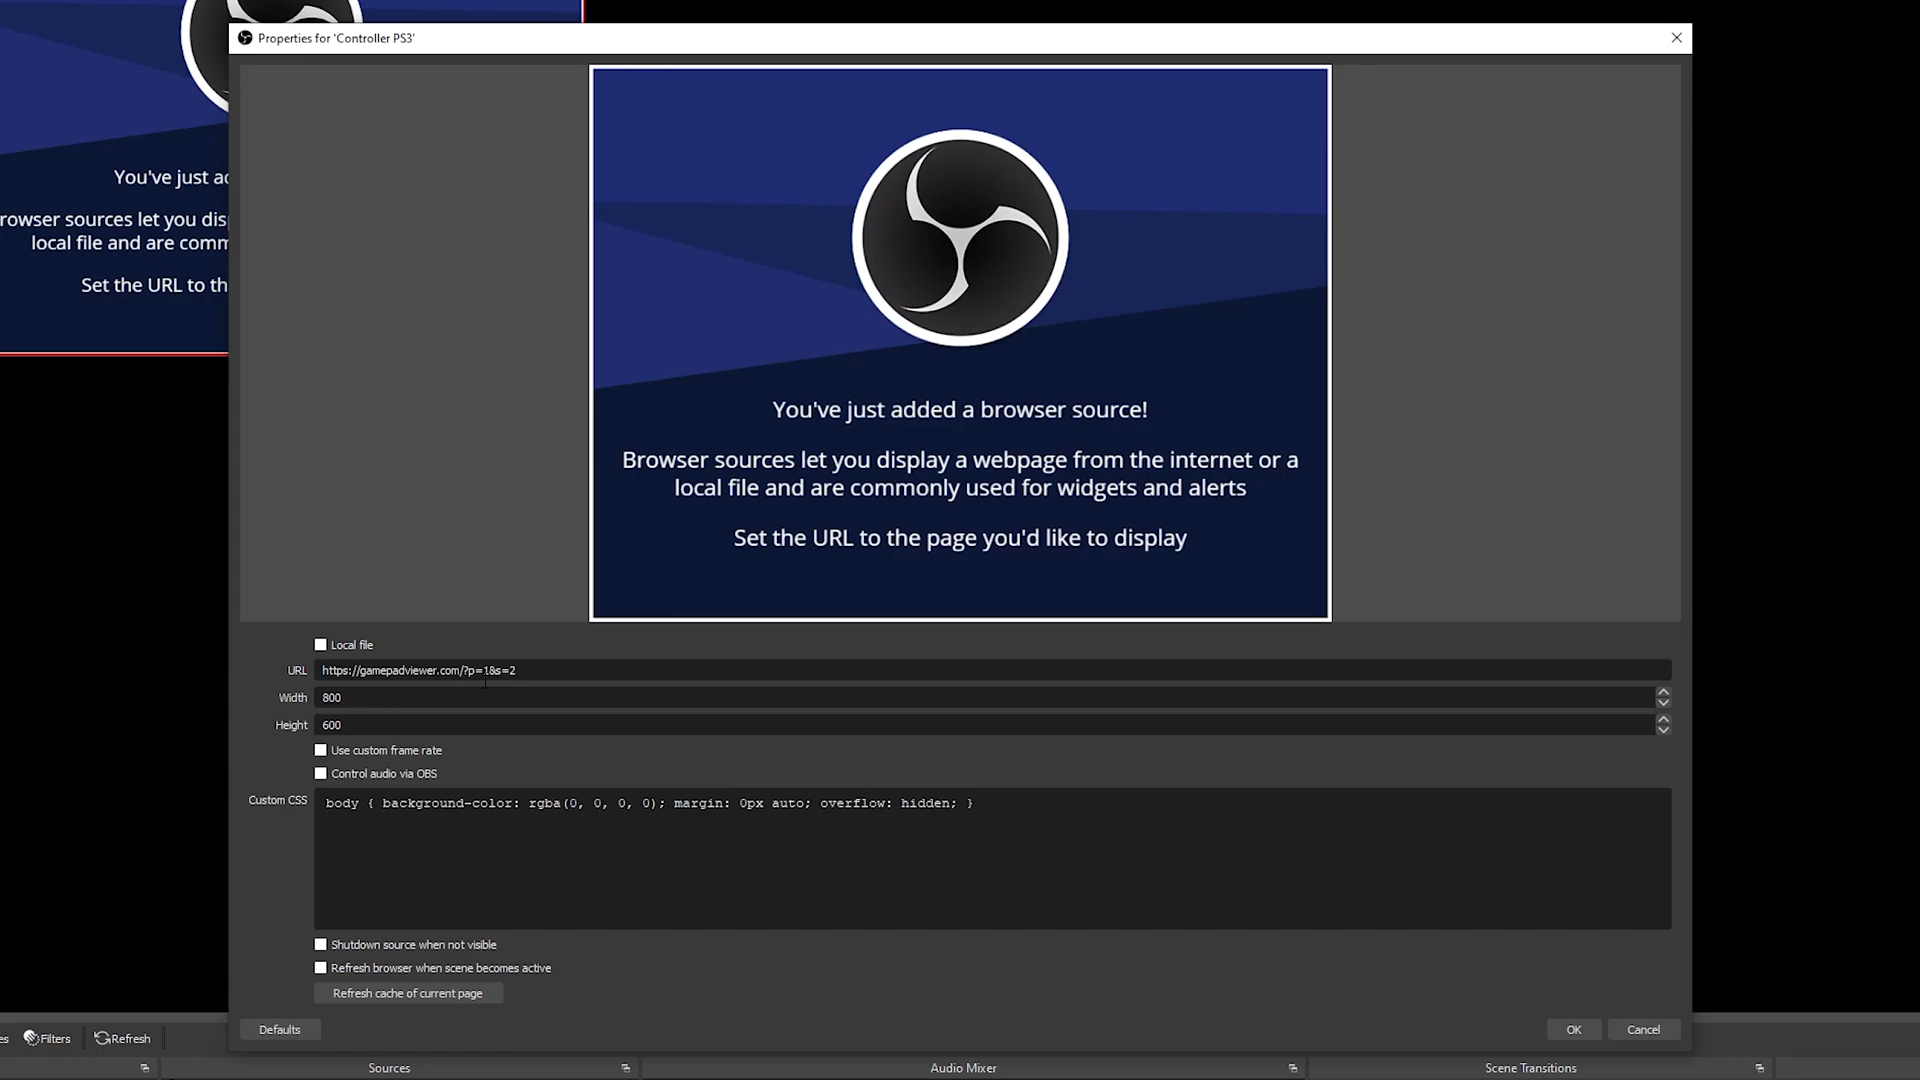 Properties for 'Controller PS3'
You've just ad
rowser sources let you disp
local file and are comm
Set the URL to th
You've just added a browser source!
Browser sources let you display a webpage from the internet or a
local file and are commonly used for widgets and alerts
Set the URL to the page you'd like to display
Local file
URL https://gamepadviewer.com/?p=1&s=2
Width 800
Height 600
Use custom frame rate
Control audio via OBS
Custom CSS body { background-color: rgba(0, 0, 0, 0); margin: 0px auto; overflow: hidden; }
Shutdown source when not visible
Refresh browser when scene becomes active
Refresh cache of current page
Defaults OK Cancel
es Filters Refresh
Sources Audio Mixer Scene Transitions